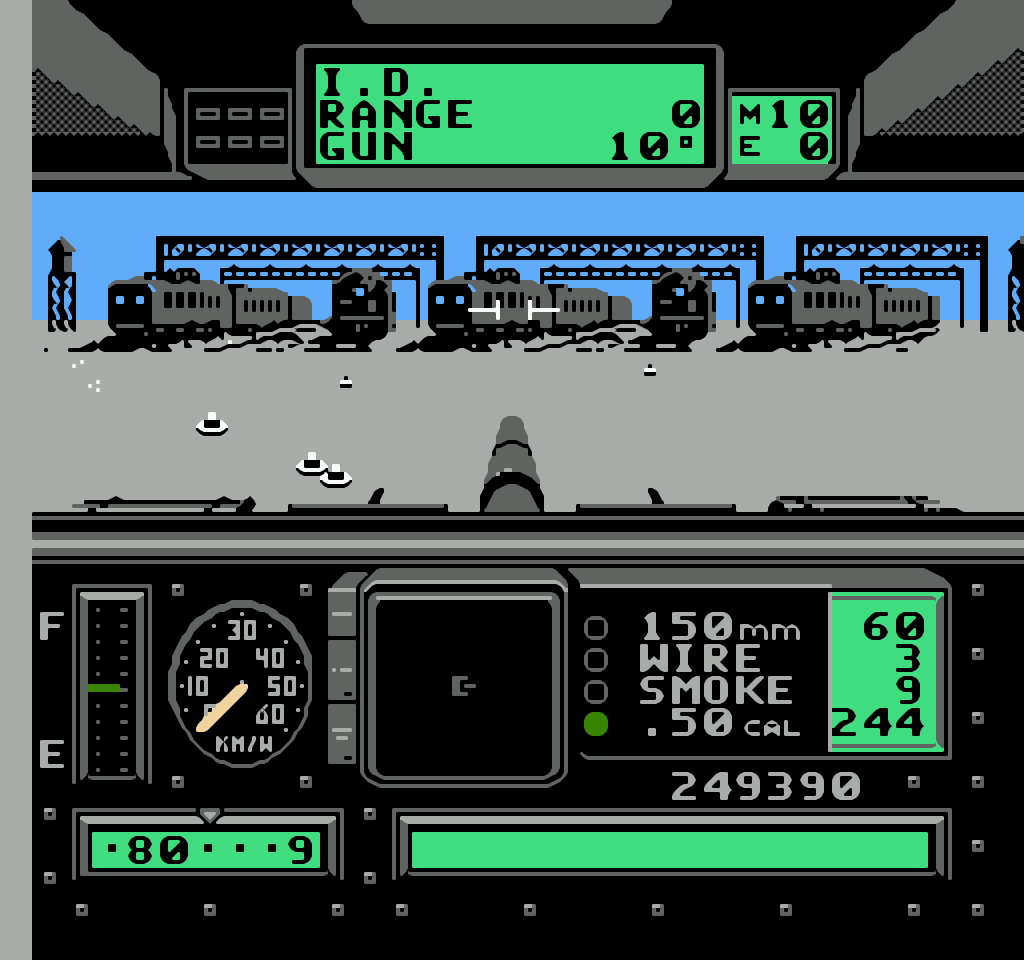 I.D.
RANGE 0
GUN 10°
M10
E 0
F
E
30
20 40
10 50
60
KM/W
150mm 60
WIRE 3
SMOKE 9
.50 CAL 244
249390
·80···9